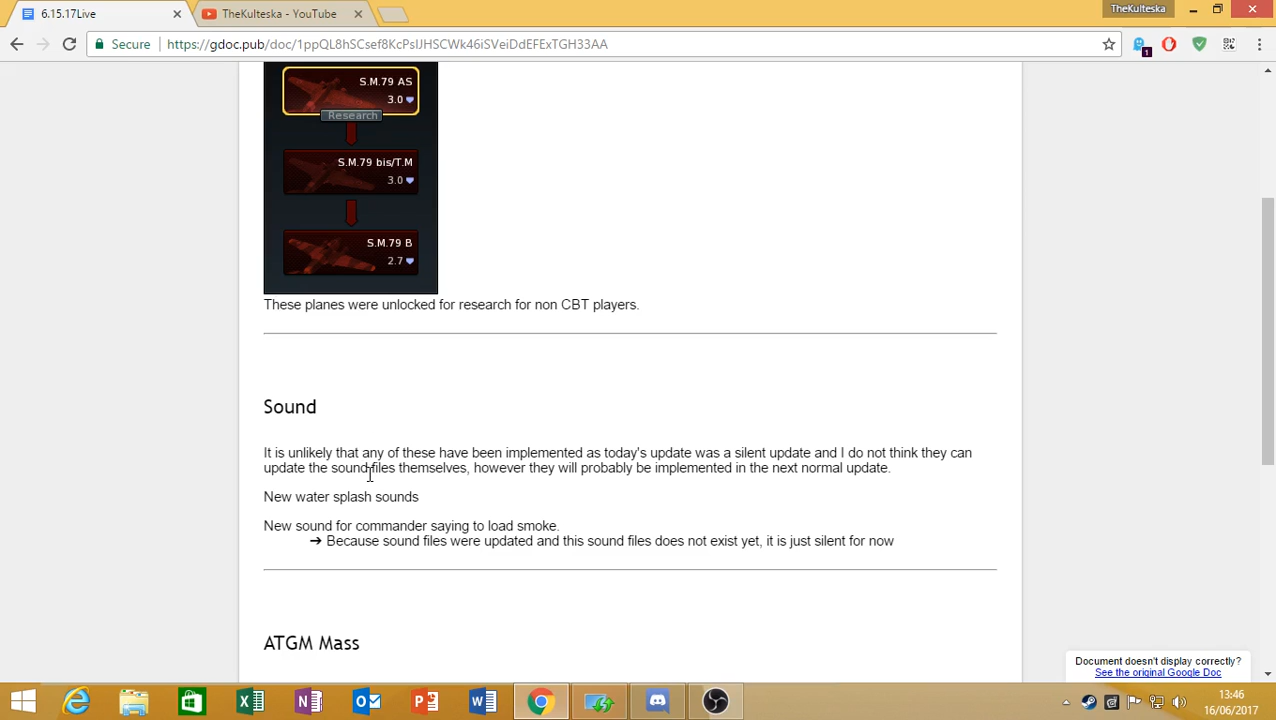 6.15.17Live
TheKulteska - YouTube
TheKulteska
Secure
https://gdoc.pub/doc/1ppQL8hSCsef8KcPsIJHSCWk46iSVeiDdEFExTGH33AA
1
S.M.79 AS
3.0
Research
S.M.79 bis/T.M
3.0
S.M.79 B
2.7
These planes were unlocked for research for non CBT players.
Sound
It is unlikely that any of these have been implemented as today's update was a silent update and I do not think they can
update the sound files themselves, however they will probably be implemented in the next normal update.
New water splash sounds
New sound for commander saying to load smoke.
➔ Because sound files were updated and this sound files does not exist yet, it is just silent for now
ATGM Mass
Document doesn't display correctly?
See the original Google Doc
13:46
16/06/2017